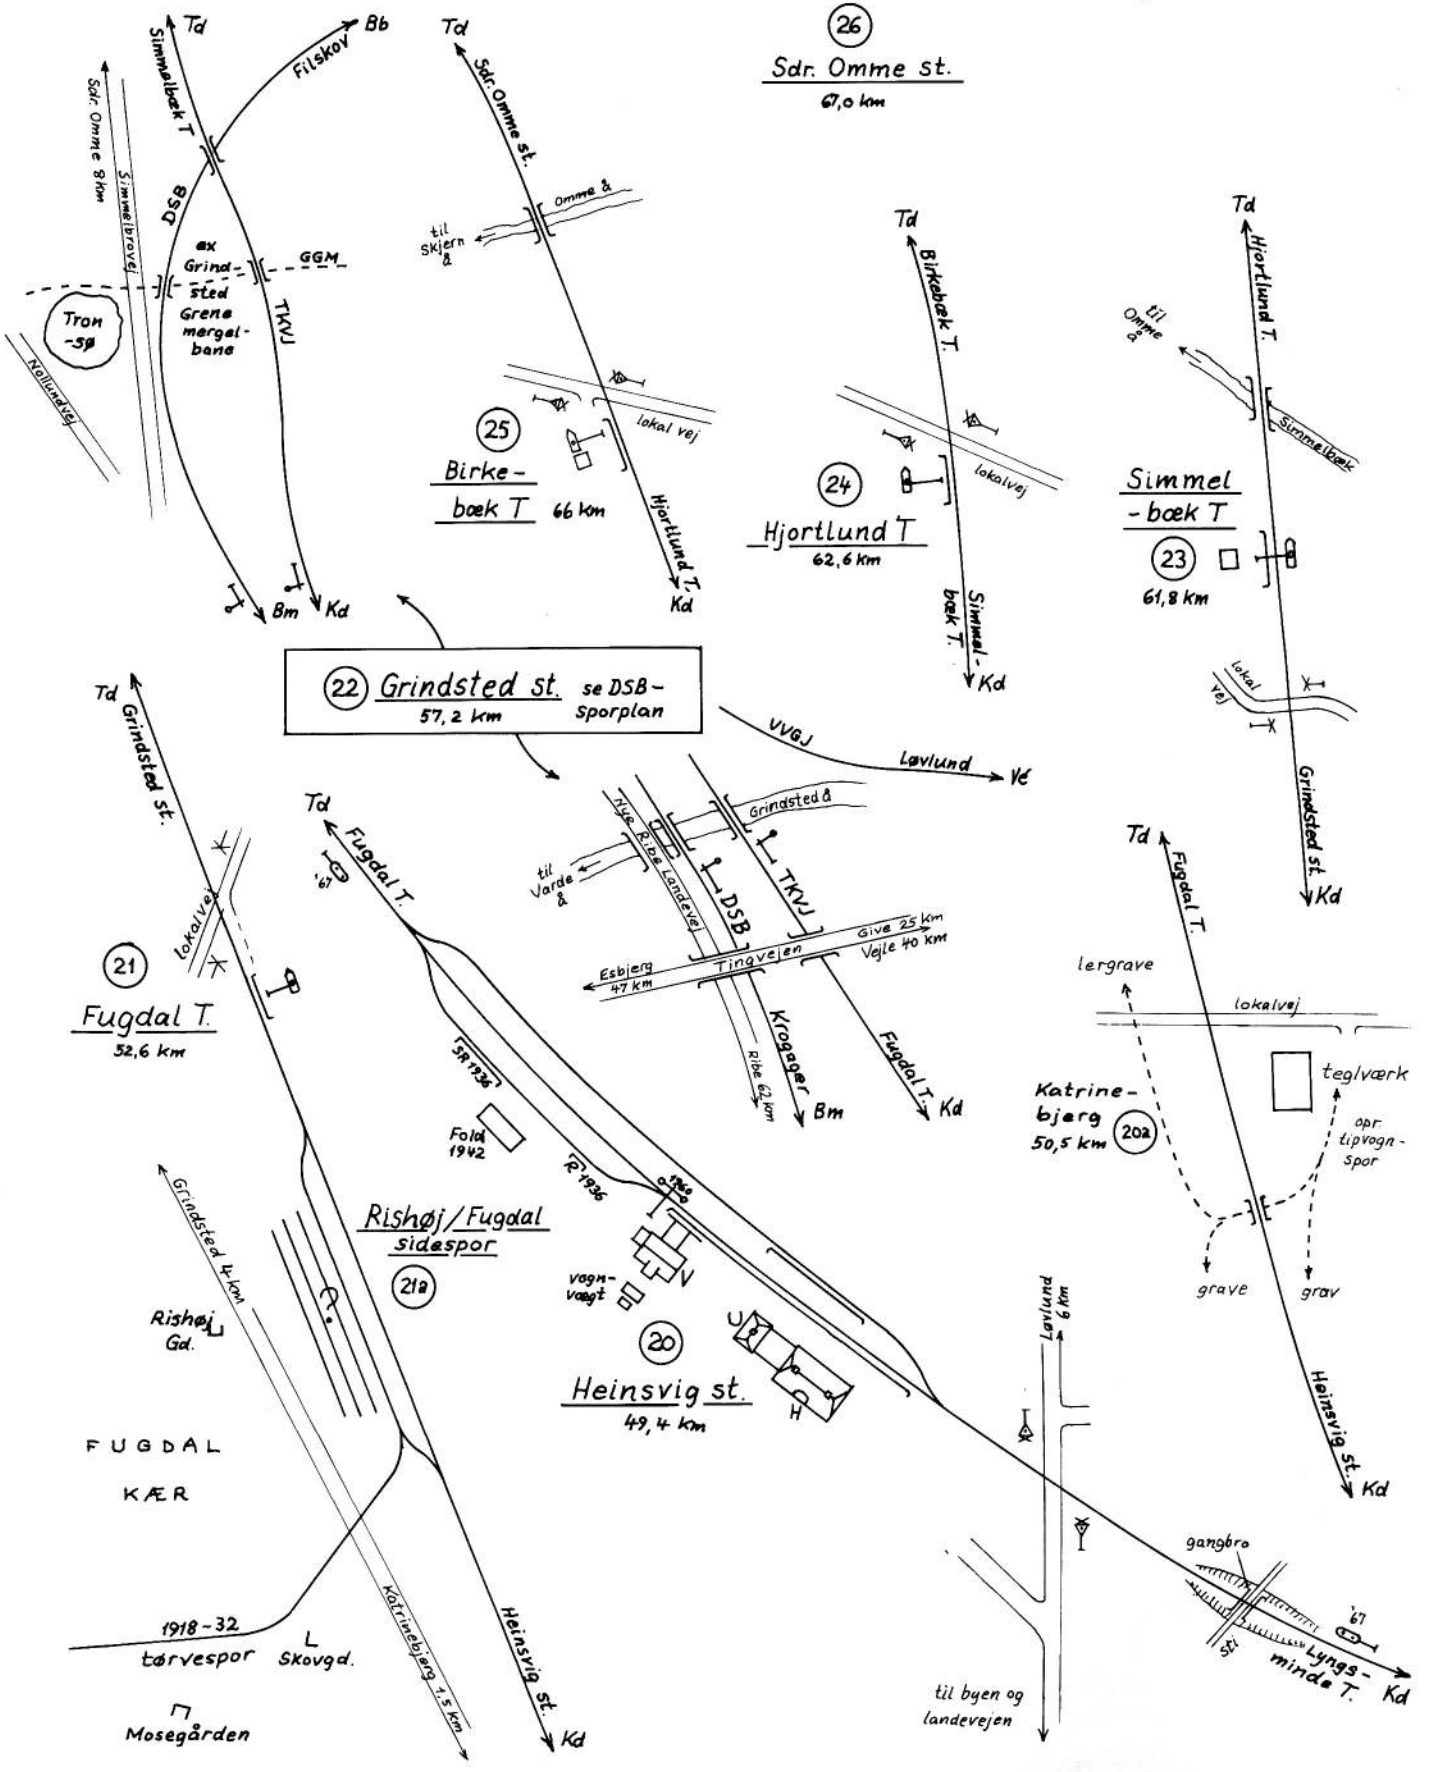 Td
Bb
Filskov
Simmelbæk T
Sdr. Omme 8 km
Simmelbrovej
DSB
ex
Grind-
sted
Grene
mergel-
bane
GGM
TKVJ
Tron
-sø
Nollundvej
Bm
Kd
Td
Sdr. Omme st.
Omme å
til
Skjern
å
lokal vej
25
Birke-
bæk T 66 km
Hjortlund T.
Kd
26
Sdr. Omme st.
67,0 km
Td
Birkebæk T.
24
Hjortlund T
62,6 km
lokalvej
Simmel-
bæk T.
Kd
Td
Hjortlund T.
til
Omme
å
Simmelbæk
Simmel
-bæk T
23
61,8 km
lokal
vej
Grindsted st.
Kd
22 Grindsted st. se DSB-
57,2 km sporplan
VVGJ
Løvlund
Ve
Nye Ribe Landevej
Grindsted å
til
Varde
å
DSB
TKVJ
Esbjerg
47 km
Tingvejen
Give 25 km
Vejle 40 km
Krogager
Ribe 62 km
Bm
Fugdal T.
Kd
Td
Grindsted st.
lokalvej
21
Fugdal T.
52,6 km
Grindsted 4 km
Rishøj
Gd.
Rishøj/Fugdal
sidespor
21a
?
FUGDAL
KÆR
1918-32
tørvespor
Skovgd.
Mosegården
Katrinebjerg 1.5 km
Heinsvig st.
Kd
Td
Fugdal T.
'67
SR 1936
Fold
1942
R 1936
1960
vogn-
vægt
V
U
H
20
Heinsvig st.
49,4 km
Løvlund
6 km
til byen og
landevejen
gangbro
sti
'67
Lyngs-
minde T.
Kd
Td
Fugdal T.
lergrave
lokalvej
teglværk
Katrine-
bjerg
50,5 km 20a
opr.
tipvogn-
spor
grave
grav
Heinsvig st.
Kd